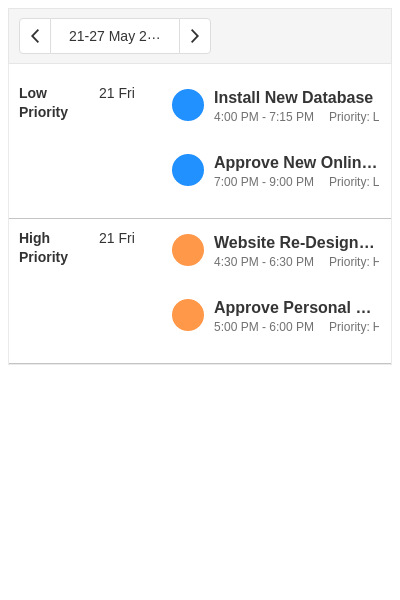 21-27 May 2···
Low Priority
21 Fri
Install New Database
4:00 PM - 7:15 PM Priority: L
Approve New Onlin...
7:00 PM - 9:00 PM Priority: L
High Priority
21 Fri
Website Re-Design...
4:30 PM - 6:30 PM Priority: H
Approve Personal ...
5:00 PM - 6:00 PM Priority: H